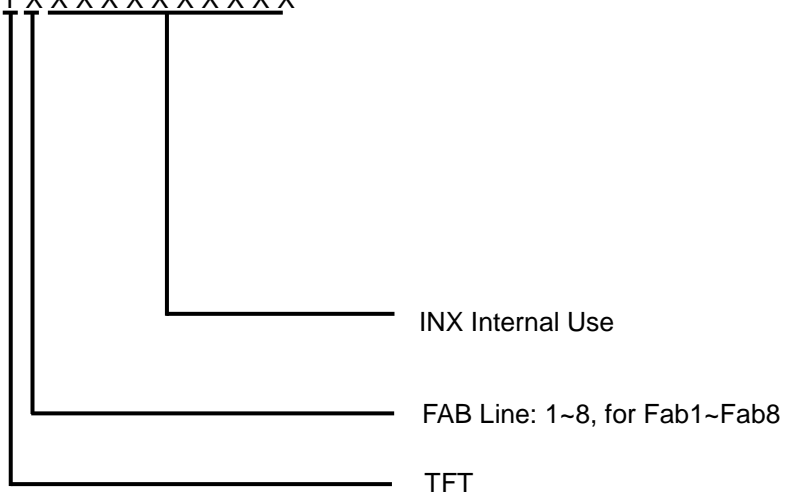 T X X X X X X X X X X X
INX Internal Use
FAB Line: 1~8, for Fab1~Fab8
TFT